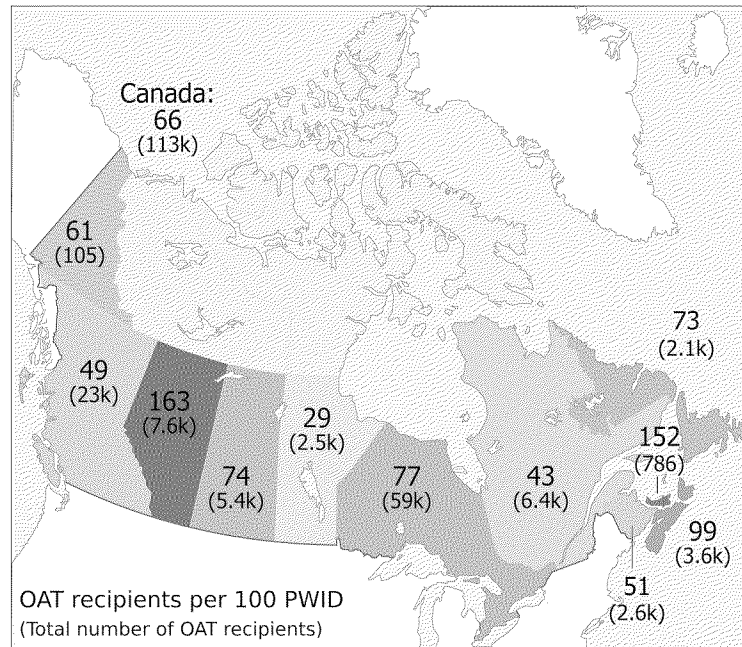 Canada:
66
(113k)
61
(105)
73
(2.1k)
49
(23k)
163
(7.6k)
29
(2.5k)
152
(786)
74
(5.4k)
77
(59k)
43
(6.4k)
99
(3.6k)
51
(2.6k)
OAT recipients per 100 PWID
(Total number of OAT recipients)